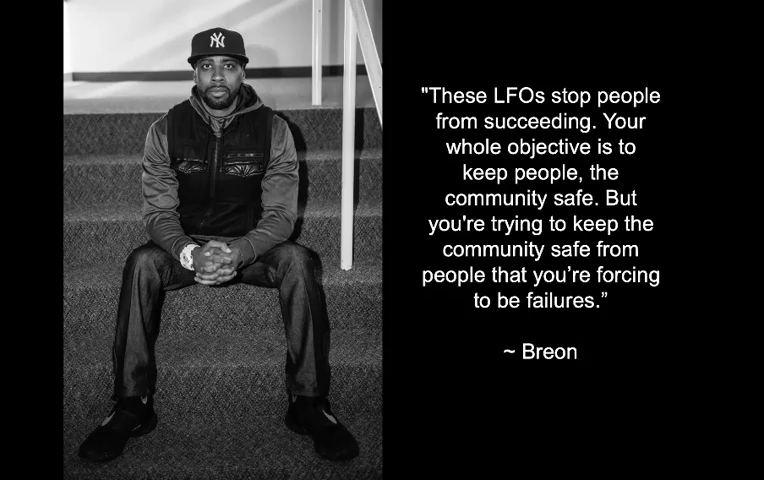 NY
"These LFOs stop people
from succeeding. Your
whole objective is to
keep people, the
community safe. But
you're trying to keep the
community safe from
people that you’re forcing
to be failures.”
~ Breon